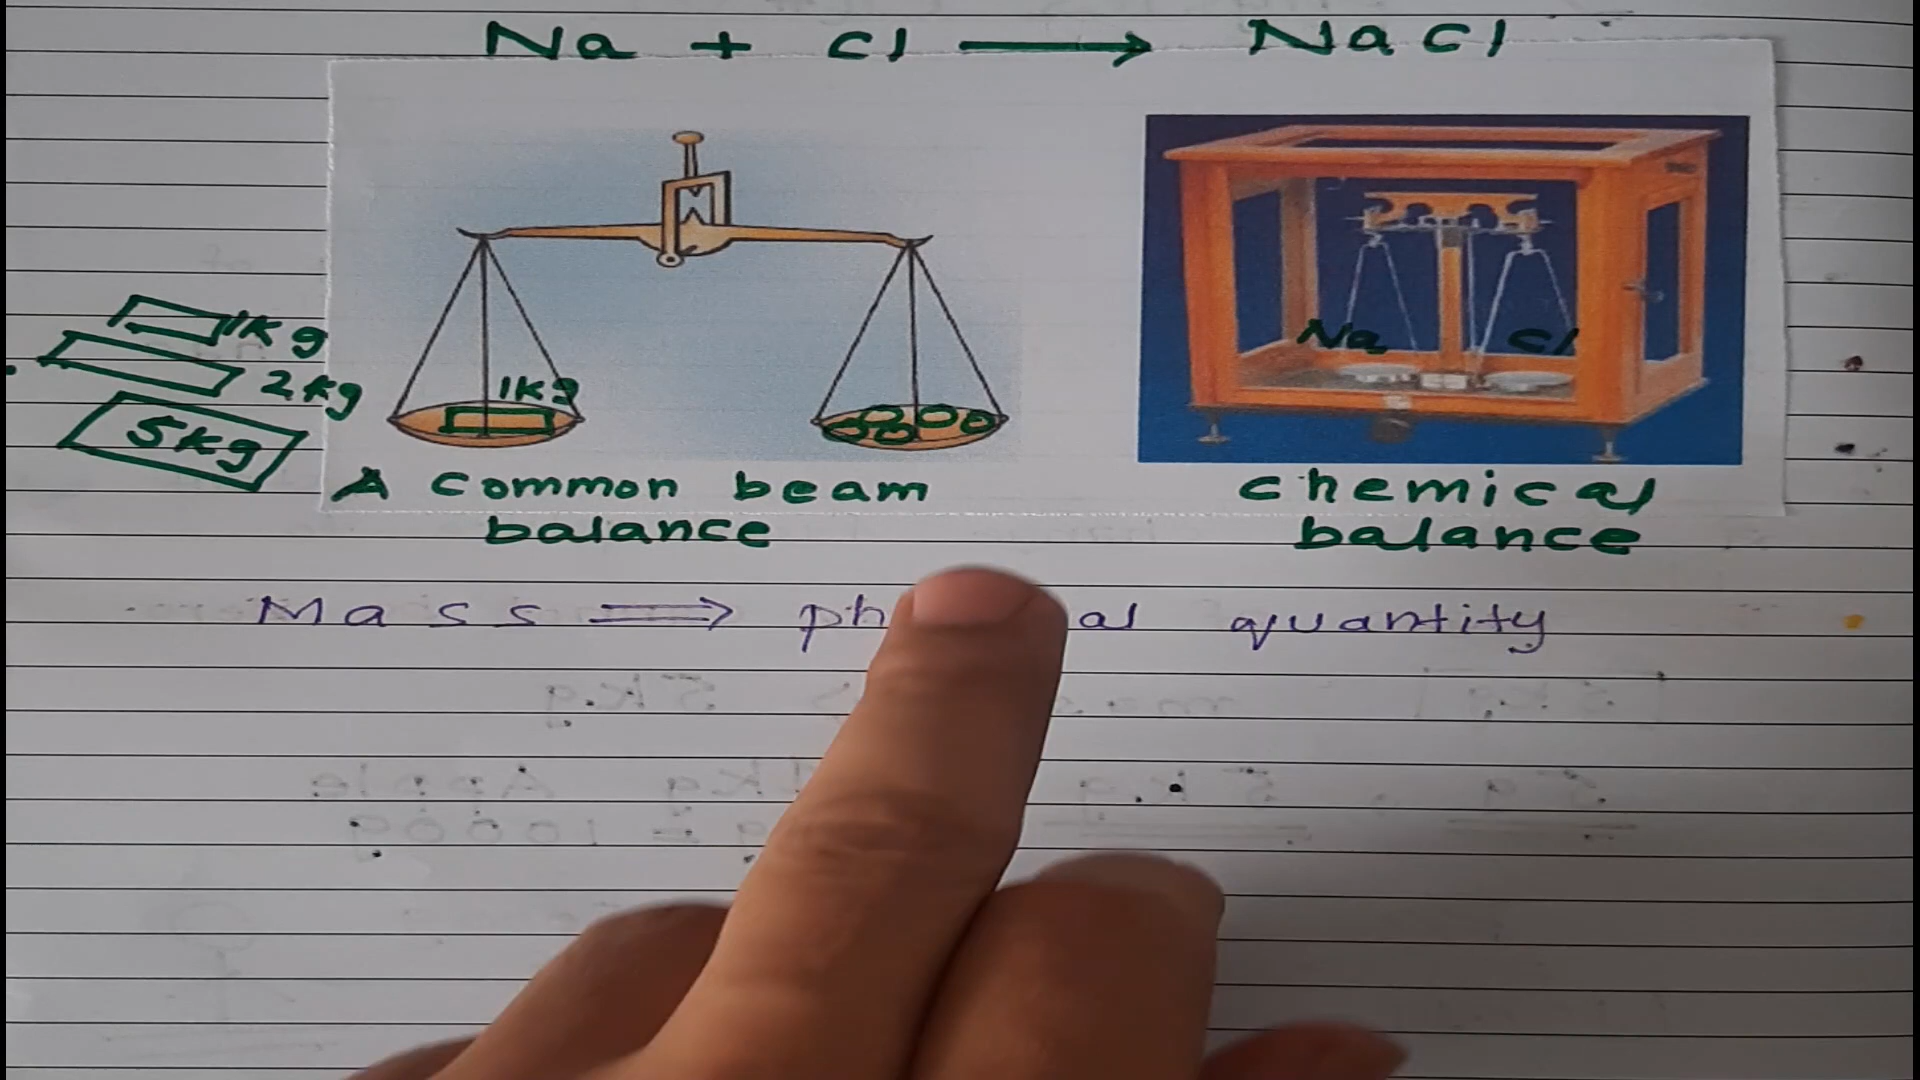 Na + Cl ⟶ NaCl
1kg
2kg
5kg
1kg
Na Cl
A common beam
balance
chemical
balance
Mass ⟹ quantity